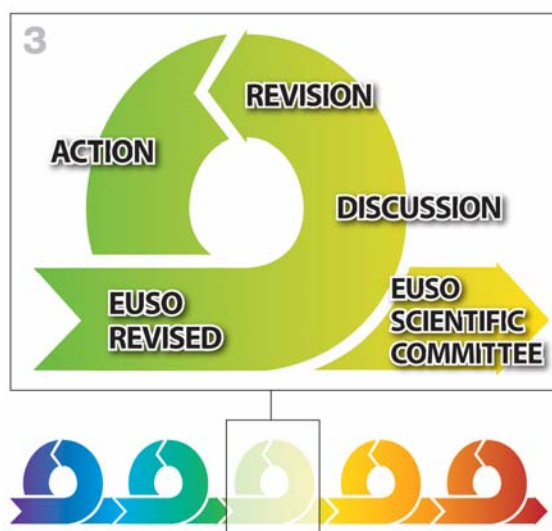 3
REVISION
ACTION
DISCUSSION
EUSO
REVISED
EUSO
SCIENTIFIC
COMMITTEE